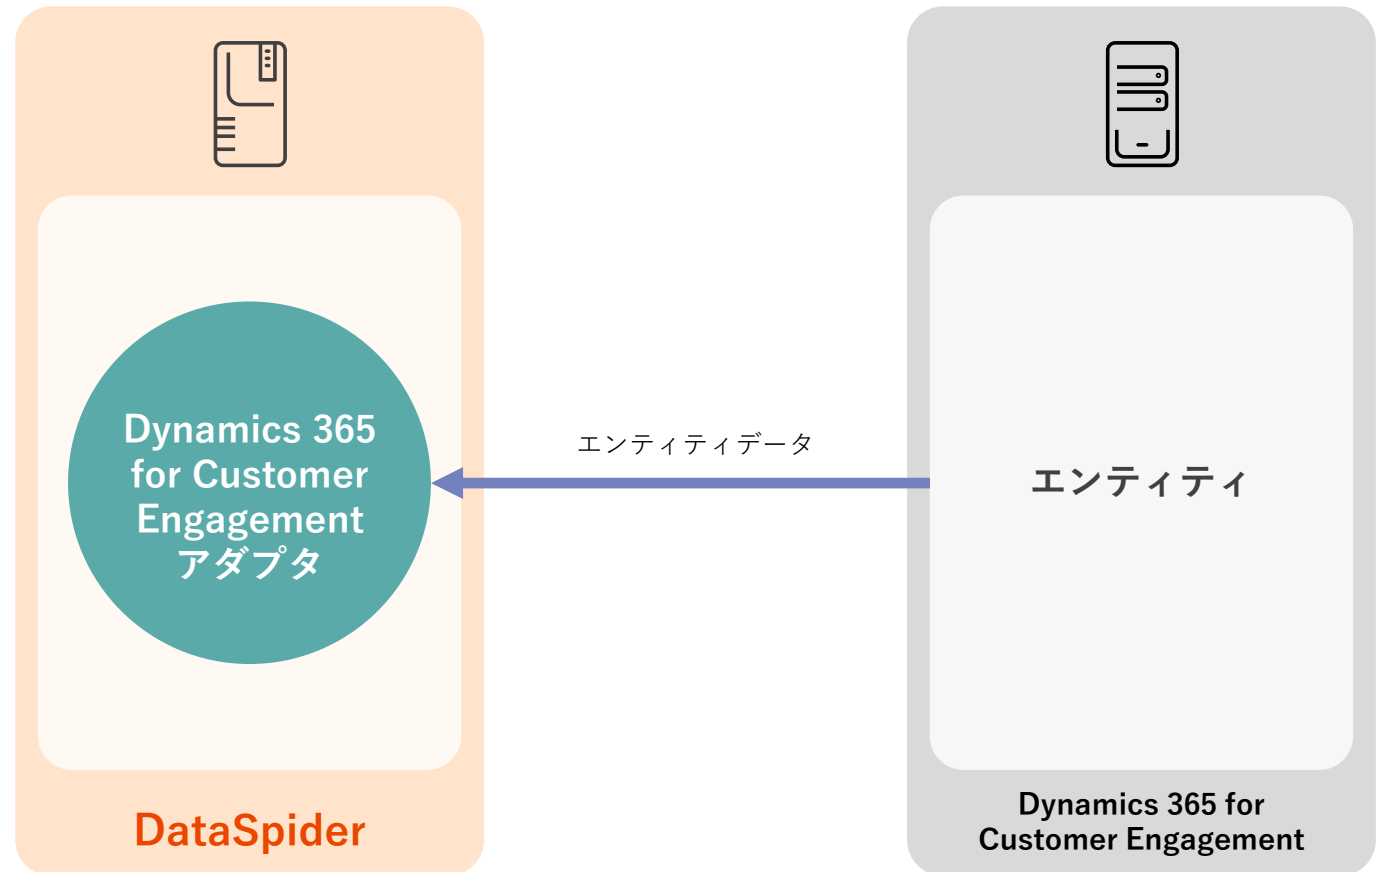 Dynamics 365
for Customer
Engagement
アダプタ
DataSpider
エンティティデータ
エンティティ
Dynamics 365 for
Customer Engagement